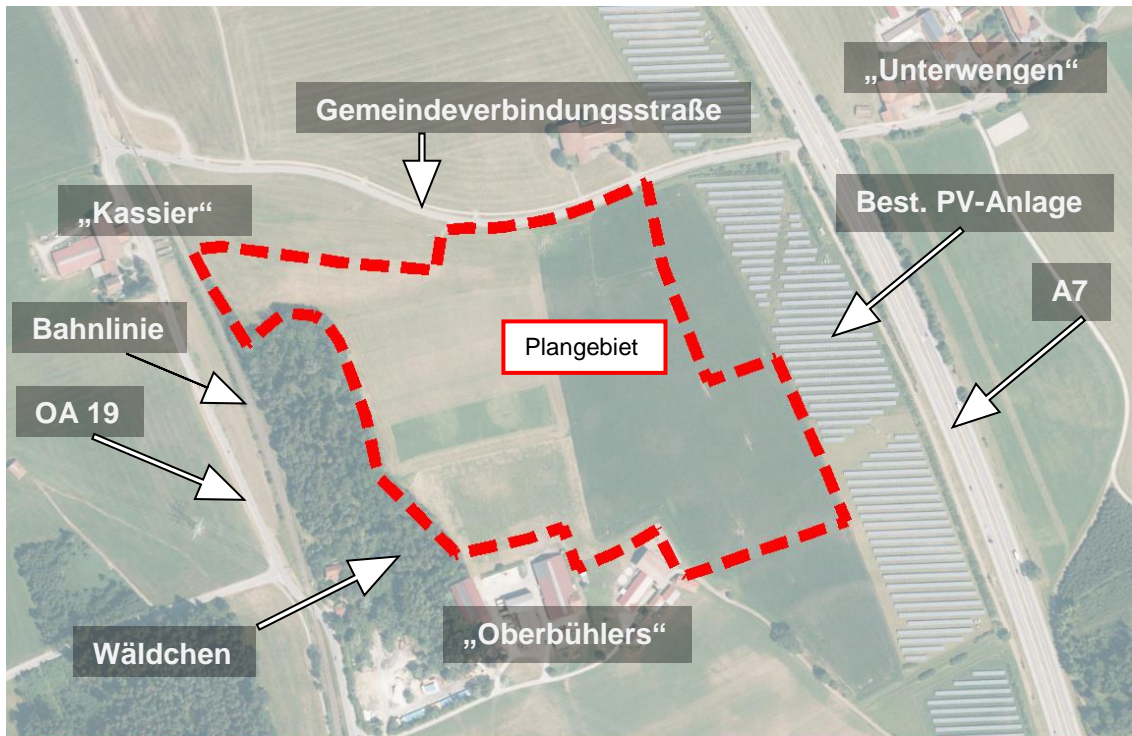 „Unterwengen“
Gemeindeverbindungsstraße
„Kassier“
Best. PV-Anlage
A7
Bahnlinie
Plangebiet
OA 19
„Oberbühlers“
Wäldchen